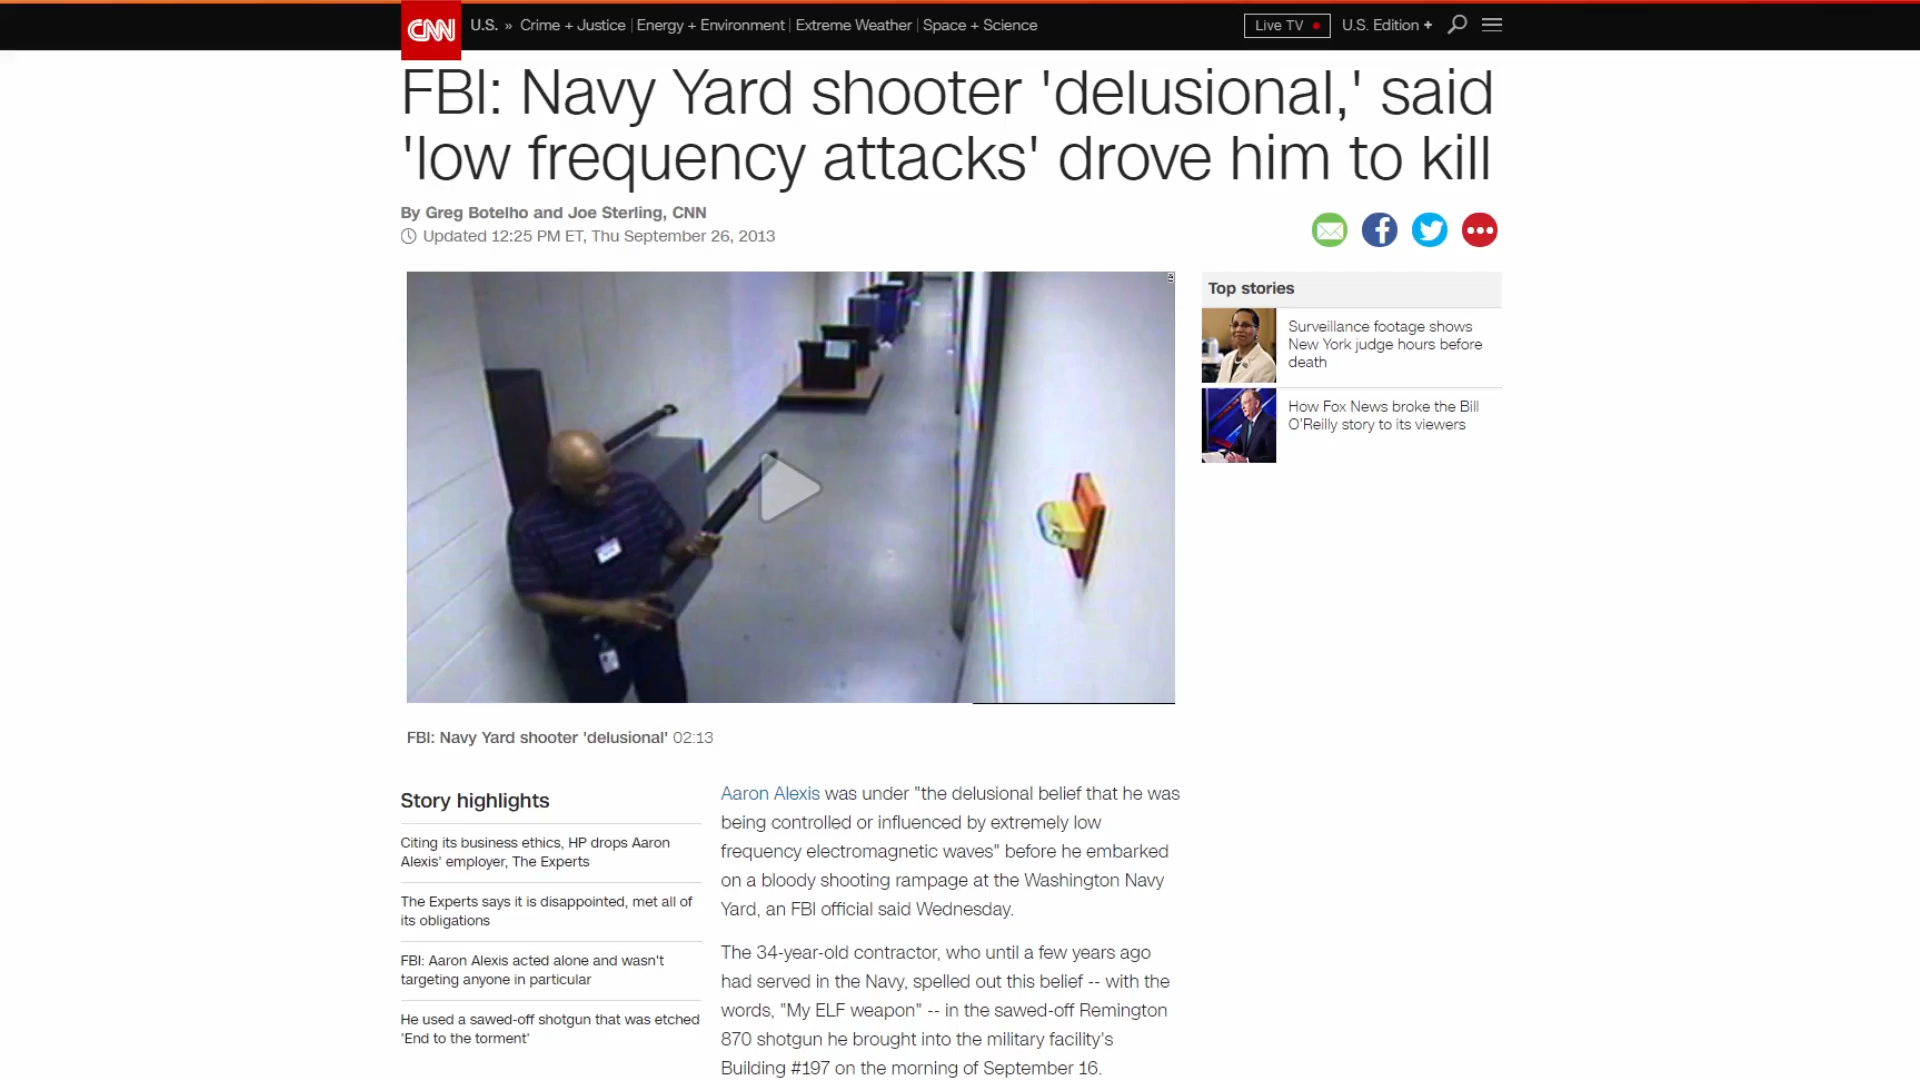 CNN U.S. » Crime + Justice | Energy + Environment | Extreme Weather | Space + Science Live TV U.S. Edition +
FBI: Navy Yard shooter 'delusional,' said
'low frequency attacks' drove him to kill
By Greg Botelho and Joe Sterling, CNN
Updated 12:25 PM ET, Thu September 26, 2013
Top stories
Surveillance footage shows
New York judge hours before
death
How Fox News broke the Bill
O'Reilly story to its viewers
FBI: Navy Yard shooter 'delusional' 02:13
Story highlights
Citing its business ethics, HP drops Aaron
Alexis' employer, The Experts
The Experts says it is disappointed, met all of
its obligations
FBI: Aaron Alexis acted alone and wasn't
targeting anyone in particular
He used a sawed-off shotgun that was etched
'End to the torment'
Aaron Alexis was under "the delusional belief that he was
being controlled or influenced by extremely low
frequency electromagnetic waves" before he embarked
on a bloody shooting rampage at the Washington Navy
Yard, an FBI official said Wednesday.
The 34-year-old contractor, who until a few years ago
had served in the Navy, spelled out this belief -- with the
words, "My ELF weapon" -- in the sawed-off Remington
870 shotgun he brought into the military facility's
Building #197 on the morning of September 16.